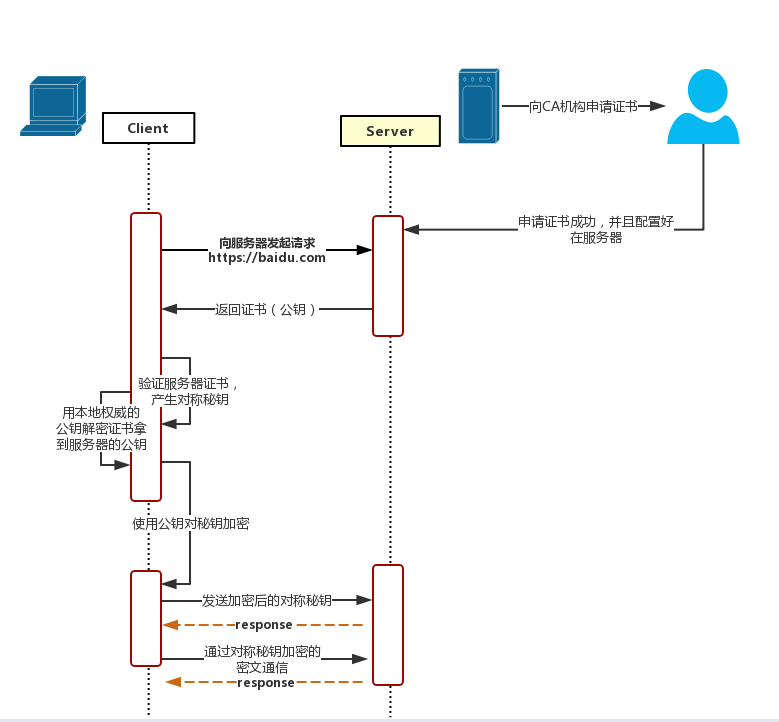 Client
Server
向CA机构申请证书
申请证书成功，并且配置好
在服务器
向服务器发起请求
https://baidu.com
返回证书（公钥）
验证服务器证书，
产生对称秘钥
用本地权威的
公钥解密证书拿
到服务器的公钥
使用公钥对秘钥加密
发送加密后的对称秘钥
response
通过对称秘钥加密的
密文通信
response